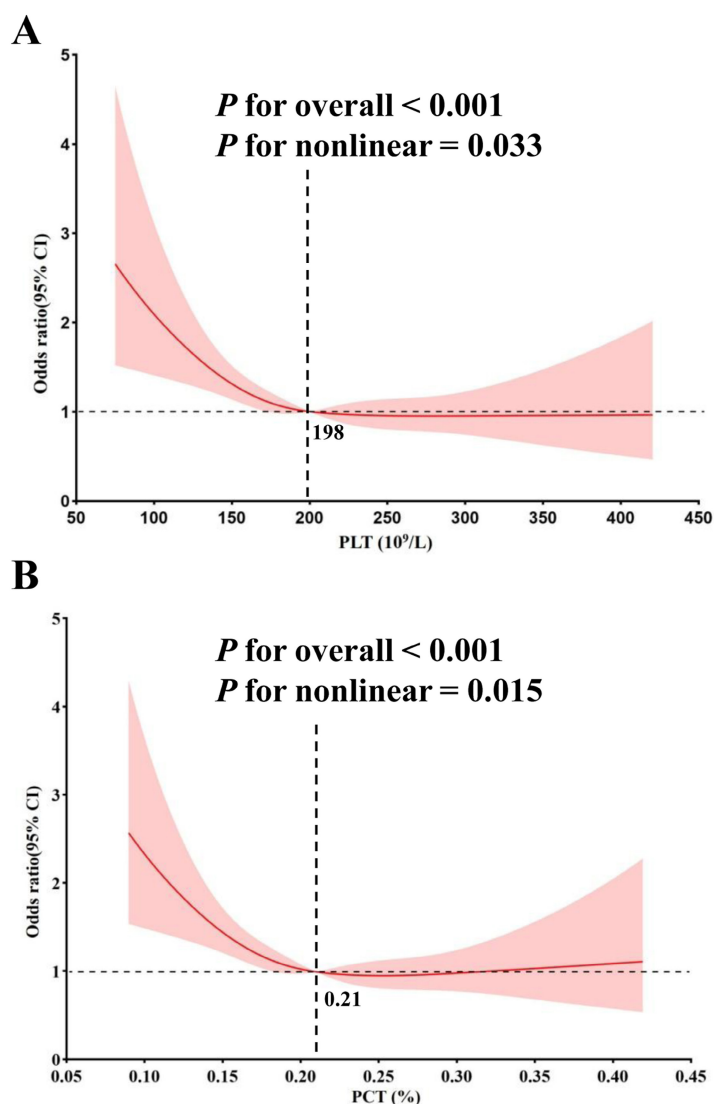 A
P for overall < 0.001
P for nonlinear = 0.033
Odds ratio(95% CI)
5
4
3
2
1
0
198
50 100 150 200 250 300 350 400 450
PLT (10⁹/L)
B
P for overall < 0.001
P for nonlinear = 0.015
Odds ratio(95% CI)
5
4
3
2
1
0
0.21
0.05 0.10 0.15 0.20 0.25 0.30 0.35 0.40 0.45
PCT (%)